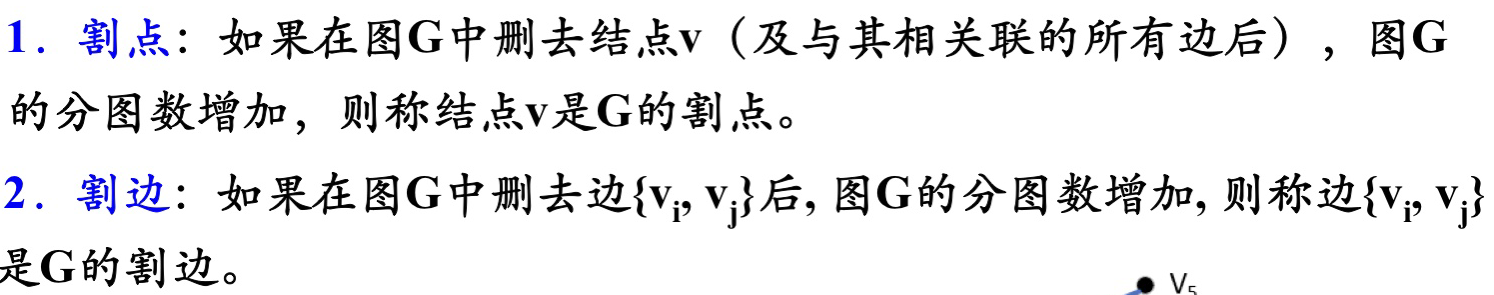 1. 割点：如果在图G中删去结点v（及与其相关联的所有边后），图G
的分图数增加，则称结点v是G的割点。
2. 割边：如果在图G中删去边{vi, vj}后, 图G的分图数增加, 则称边{vi, vj}
是G的割边。
V5